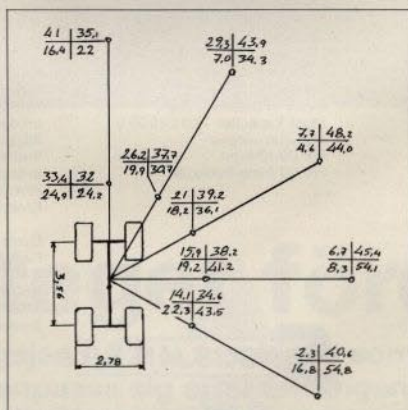 41 | 35,1
16,4 | 22
29,3 | 43,9
7,0 | 34,3
7,7 | 48,2
4,6 | 44,0
26,2 | 37,7
19,9 | 30,7
33,4 | 32
24,9 | 24,2
21 | 39,2
18,2 | 36,1
15,9 | 38,2
19,2 | 41,2
6,7 | 45,4
8,3 | 54,1
3,56
14,1 | 34,6
22,3 | 43,5
2,78
2,3 | 40,6
16,8 | 54,8